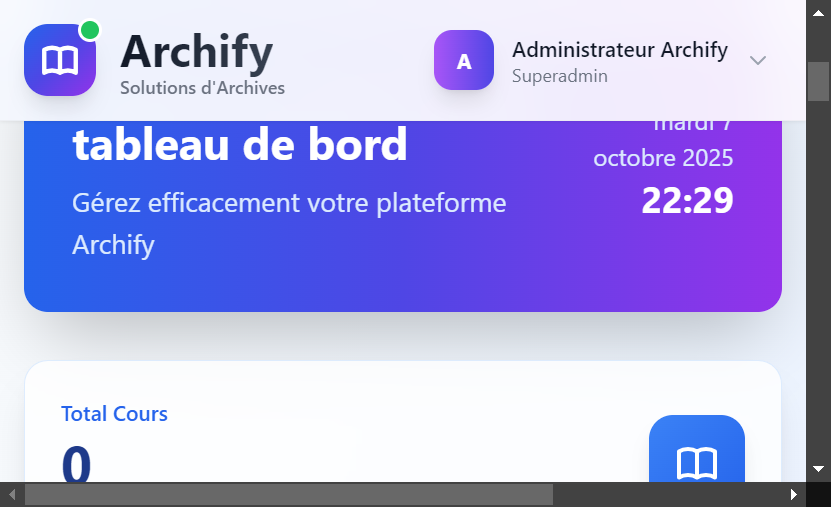 Archify
Solutions d'Archives
A
Administrateur Archify
Superadmin
tableau de bord
Gérez efficacement votre plateforme
Archify
mardi 7
octobre 2025
22:29
Total Cours
0